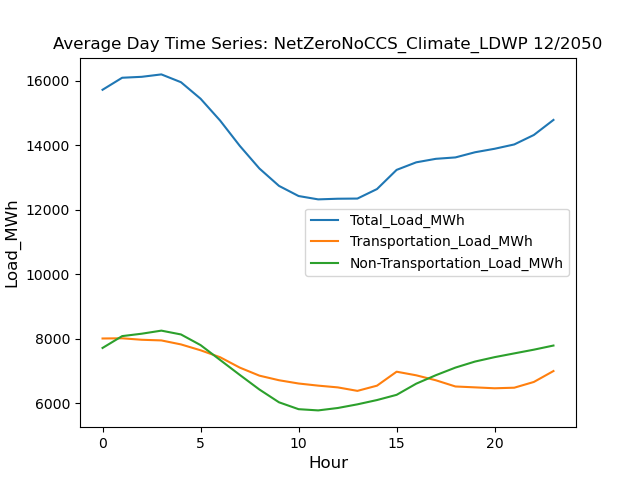 Average Day Time Series: NetZeroNoCCS_Climate_LDWP 12/2050
Load_MWh
16000
14000
12000
10000
8000
6000
Total_Load_MWh
Transportation_Load_MWh
Non-Transportation_Load_MWh
0 5 10 15 20
Hour